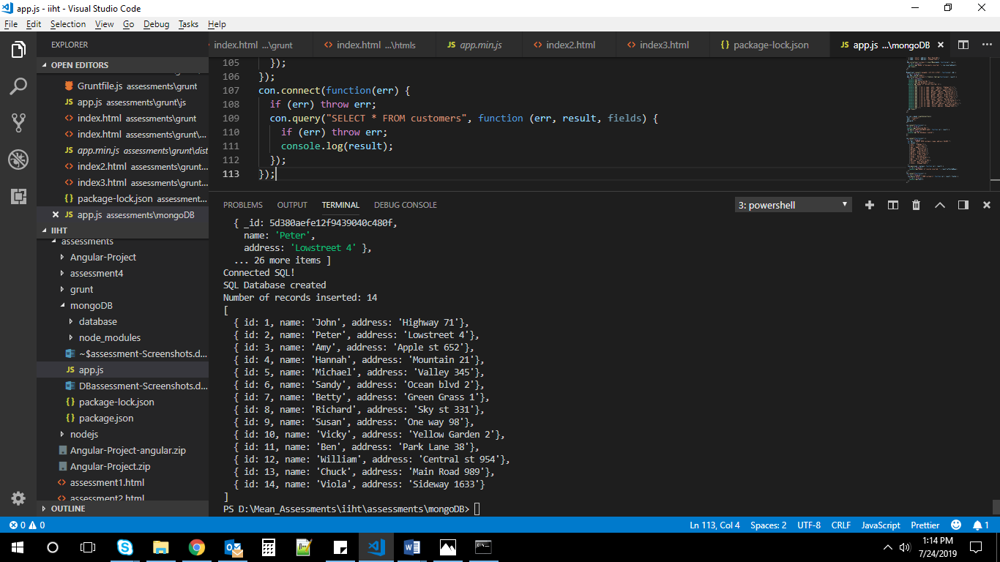 app.js - iiht - Visual Studio Code
File Edit Selection View Go Debug Tasks Help
EXPLORER
index.html ...\grunt
index.html ...\htmls
app.min.js
index2.html
index3.html
package-lock.json
app.js ...\mongoDB
OPEN EDITORS
Gruntfile.js assessments\grunt
app.js assessments\grunt\js
index.html assessments\grunt
index.html assessments\grunt\...
app.min.js assessments\grunt\dist
index2.html assessments\grunt...
index3.html assessments\grunt...
package-lock.json assessment...
app.js assessments\mongoDB
IIHT
assessments
Angular-Project
assessment4
grunt
mongoDB
database
node_modules
~$assessment-Screenshots.d...
app.js
DBassessment-Screenshots.d...
package-lock.json
package.json
nodejs
Angular-Project-angular.zip
Angular-Project.zip
assessment1.html
assessment2.html
OUTLINE
105 });
106 });
107 con.connect(function(err) {
108 if (err) throw err;
109 con.query("SELECT * FROM customers", function (err, result, fields) {
110 if (err) throw err;
111 console.log(result);
112 });
113 });
PROBLEMS OUTPUT TERMINAL DEBUG CONSOLE
3: powershell
{ _id: 5d380aefe12f9439040c480f,
name: 'Peter',
address: 'Lowstreet 4' },
... 26 more items ]
Connected SQL!
SQL Database created
Number of records inserted: 14
[
{ id: 1, name: 'John', address: 'Highway 71'},
{ id: 2, name: 'Peter', address: 'Lowstreet 4'},
{ id: 3, name: 'Amy', address: 'Apple st 652'},
{ id: 4, name: 'Hannah', address: 'Mountain 21'},
{ id: 5, name: 'Michael', address: 'Valley 345'},
{ id: 6, name: 'Sandy', address: 'Ocean blvd 2'},
{ id: 7, name: 'Betty', address: 'Green Grass 1'},
{ id: 8, name: 'Richard', address: 'Sky st 331'},
{ id: 9, name: 'Susan', address: 'One way 98'},
{ id: 10, name: 'Vicky', address: 'Yellow Garden 2'},
{ id: 11, name: 'Ben', address: 'Park Lane 38'},
{ id: 12, name: 'William', address: 'Central st 954'},
{ id: 13, name: 'Chuck', address: 'Main Road 989'},
{ id: 14, name: 'Viola', address: 'Sideway 1633'}
]
PS D:\Mean_Assessments\iiht\assessments\mongoDB>
0 0
Ln 113, Col 4 Spaces: 2 UTF-8 CRLF JavaScript Prettier 1
1:14 PM
7/24/2019